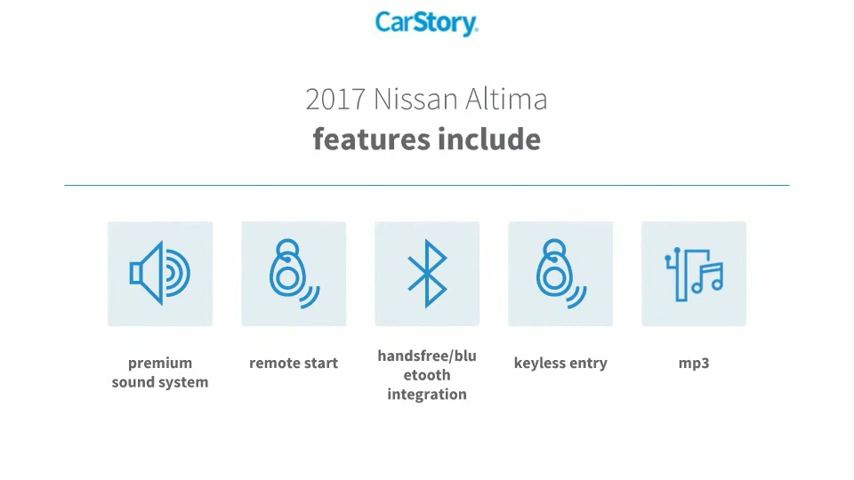 CarStory.
2017 Nissan Altima
features include
premium
sound system
remote start
handsfree/blu
etooth
integration
keyless entry
mp3